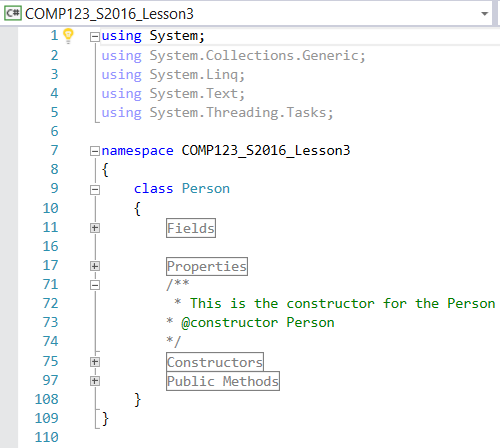 C# COMP123_S2016_Lesson3
1 using System;
2 using System.Collections.Generic;
3 using System.Linq;
4 using System.Text;
5 using System.Threading.Tasks;
6
7 namespace COMP123_S2016_Lesson3
8 {
9 class Person
10 {
11 Fields
16
17 Properties
71 /**
72 * This is the constructor for the Person
73 * @constructor Person
74 */
75 Constructors
97 Public Methods
108 }
109 }
110